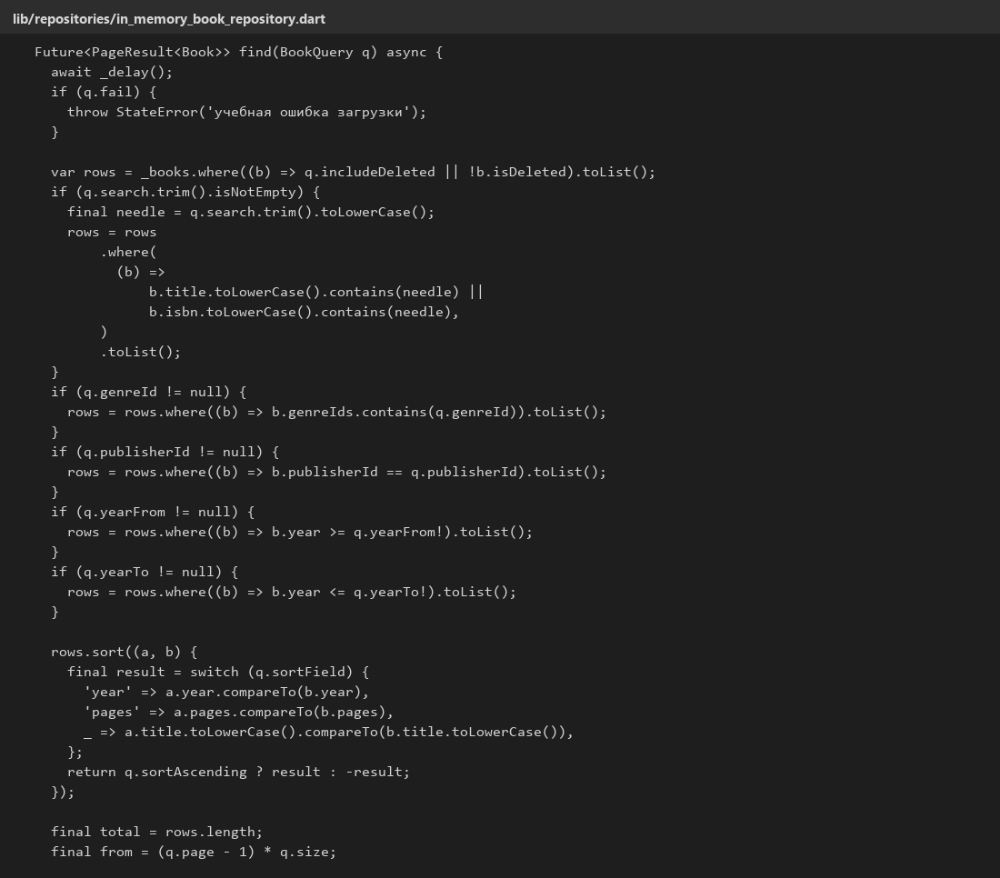 lib/repositories/in_memory_book_repository.dart
Future<PageResult<Book>> find(BookQuery q) async {
await _delay();
if (q.fail) {
throw StateError('учебная ошибка загрузки');
}
var rows = _books.where((b) => q.includeDeleted || !b.isDeleted).toList();
if (q.search.trim().isNotEmpty) {
final needle = q.search.trim().toLowerCase();
rows = rows
.where(
(b) =>
b.title.toLowerCase().contains(needle) ||
b.isbn.toLowerCase().contains(needle),
)
.toList();
}
if (q.genreId != null) {
rows = rows.where((b) => b.genreIds.contains(q.genreId)).toList();
}
if (q.publisherId != null) {
rows = rows.where((b) => b.publisherId == q.publisherId).toList();
}
if (q.yearFrom != null) {
rows = rows.where((b) => b.year >= q.yearFrom!).toList();
}
if (q.yearTo != null) {
rows = rows.where((b) => b.year <= q.yearTo!).toList();
}
rows.sort((a, b) {
final result = switch (q.sortField) {
'year' => a.year.compareTo(b.year),
'pages' => a.pages.compareTo(b.pages),
_ => a.title.toLowerCase().compareTo(b.title.toLowerCase()),
};
return q.sortAscending ? result : -result;
});
final total = rows.length;
final from = (q.page - 1) * q.size;